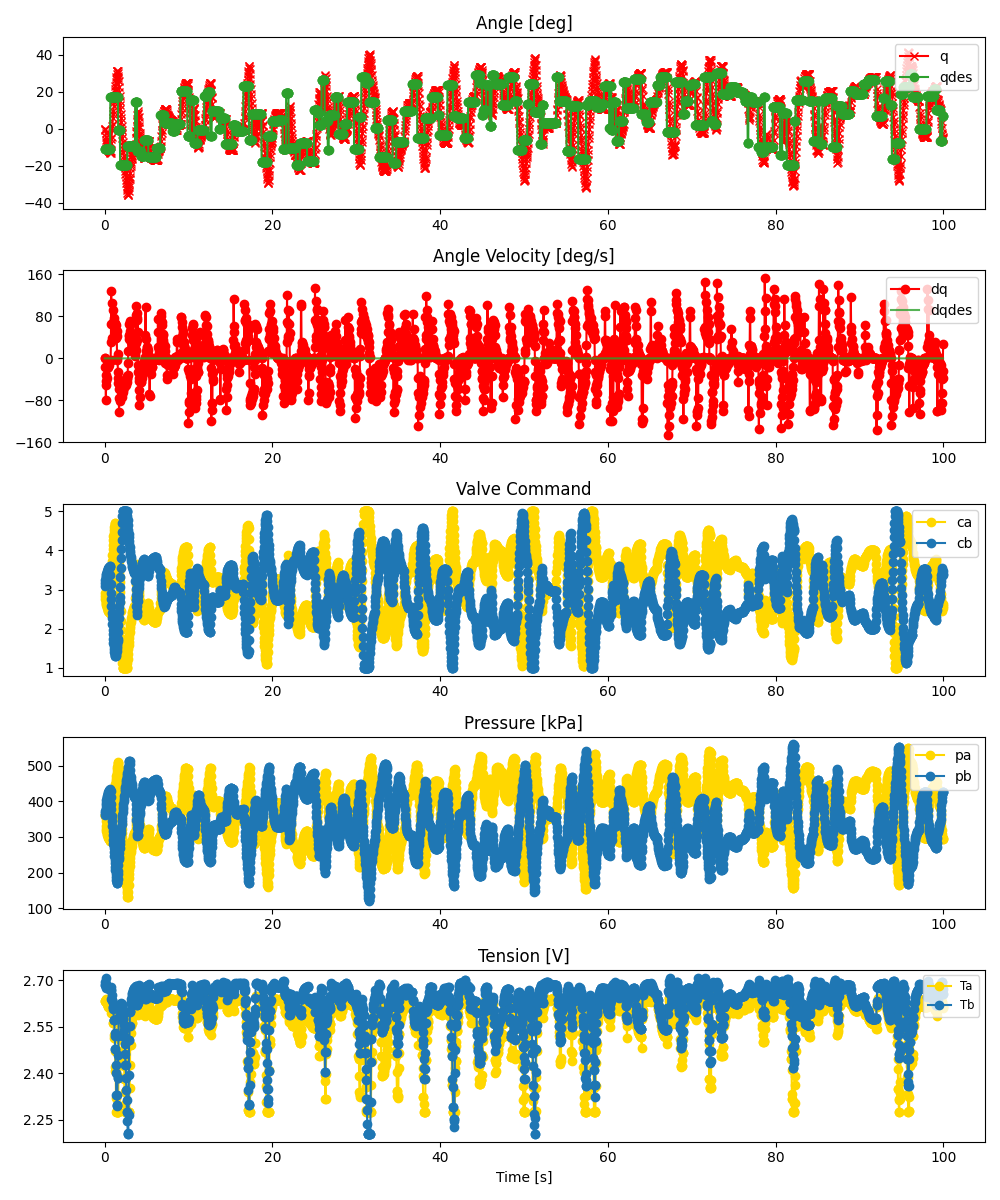 Angle [deg]
40
20
0
−20
−40
q
qdes
0 20 40 60 80 100
Angle Velocity [deg/s]
160
80
0
−80
−160
dq
dqdes
0 20 40 60 80 100
Valve Command
5
4
3
2
1
ca
cb
0 20 40 60 80 100
Pressure [kPa]
500
400
300
200
100
pa
pb
0 20 40 60 80 100
Tension [V]
2.70
2.55
2.40
2.25
Ta
Tb
0 20 40 60 80 100
Time [s]